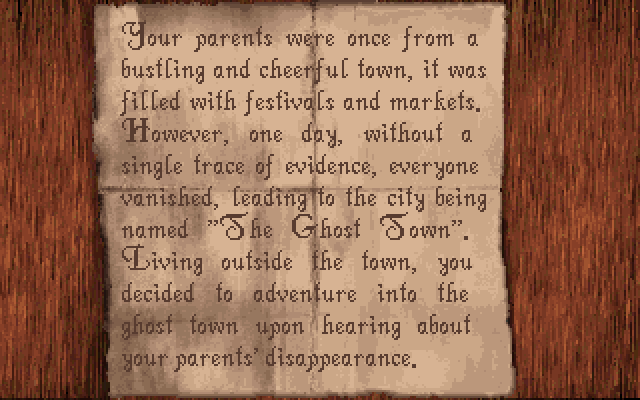 Your parents were once from a
bustling and cheerful town, it was
filled with festivals and markets.
However, one day, without a
single trace of evidence, everyone
vanished, leading to the city being
named "The Ghost Town".
Living outside the town, you
decided to adventure into the
ghost town upon hearing about
your parents' disappearance.